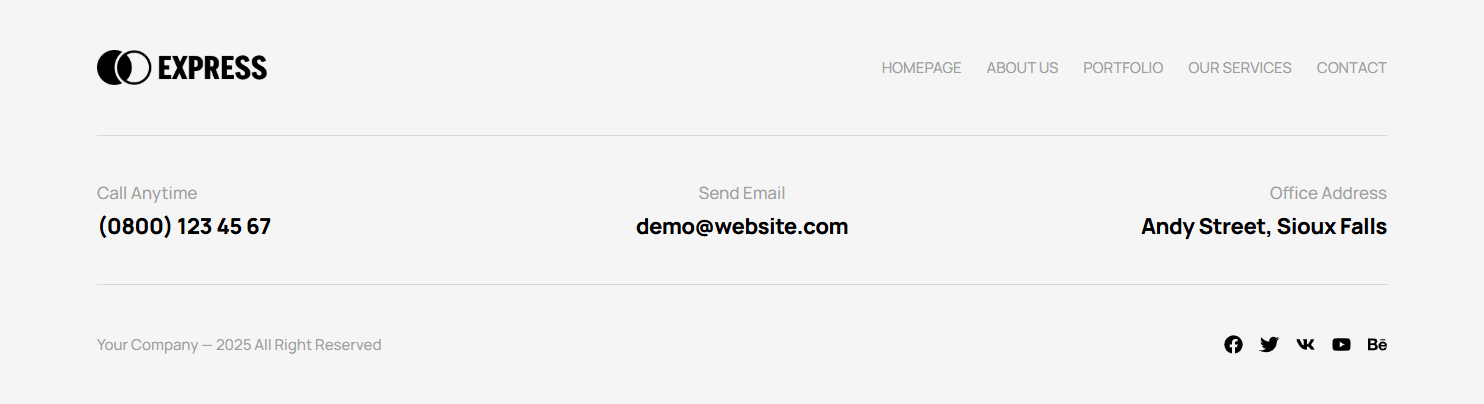 EXPRESS
HOMEPAGE ABOUT US PORTFOLIO OUR SERVICES CONTACT
Call Anytime
(0800) 123 45 67
Send Email
demo@website.com
Office Address
Andy Street, Sioux Falls
Your Company — 2025 All Right Reserved